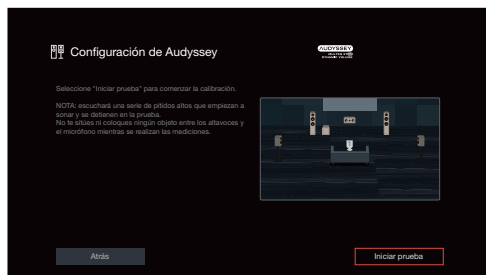 Configuración de Audyssey
AUDYSSEY
Seleccione "Iniciar prueba" para comenzar la calibración.
NOTA: escuchará una serie de pitidos altos que empiezan a
sonar y se detienen en la prueba.
No te sitúes ni coloques ningún objeto entre los altavoces y
el micrófono mientras se realizan las mediciones.
Atrás
Iniciar prueba